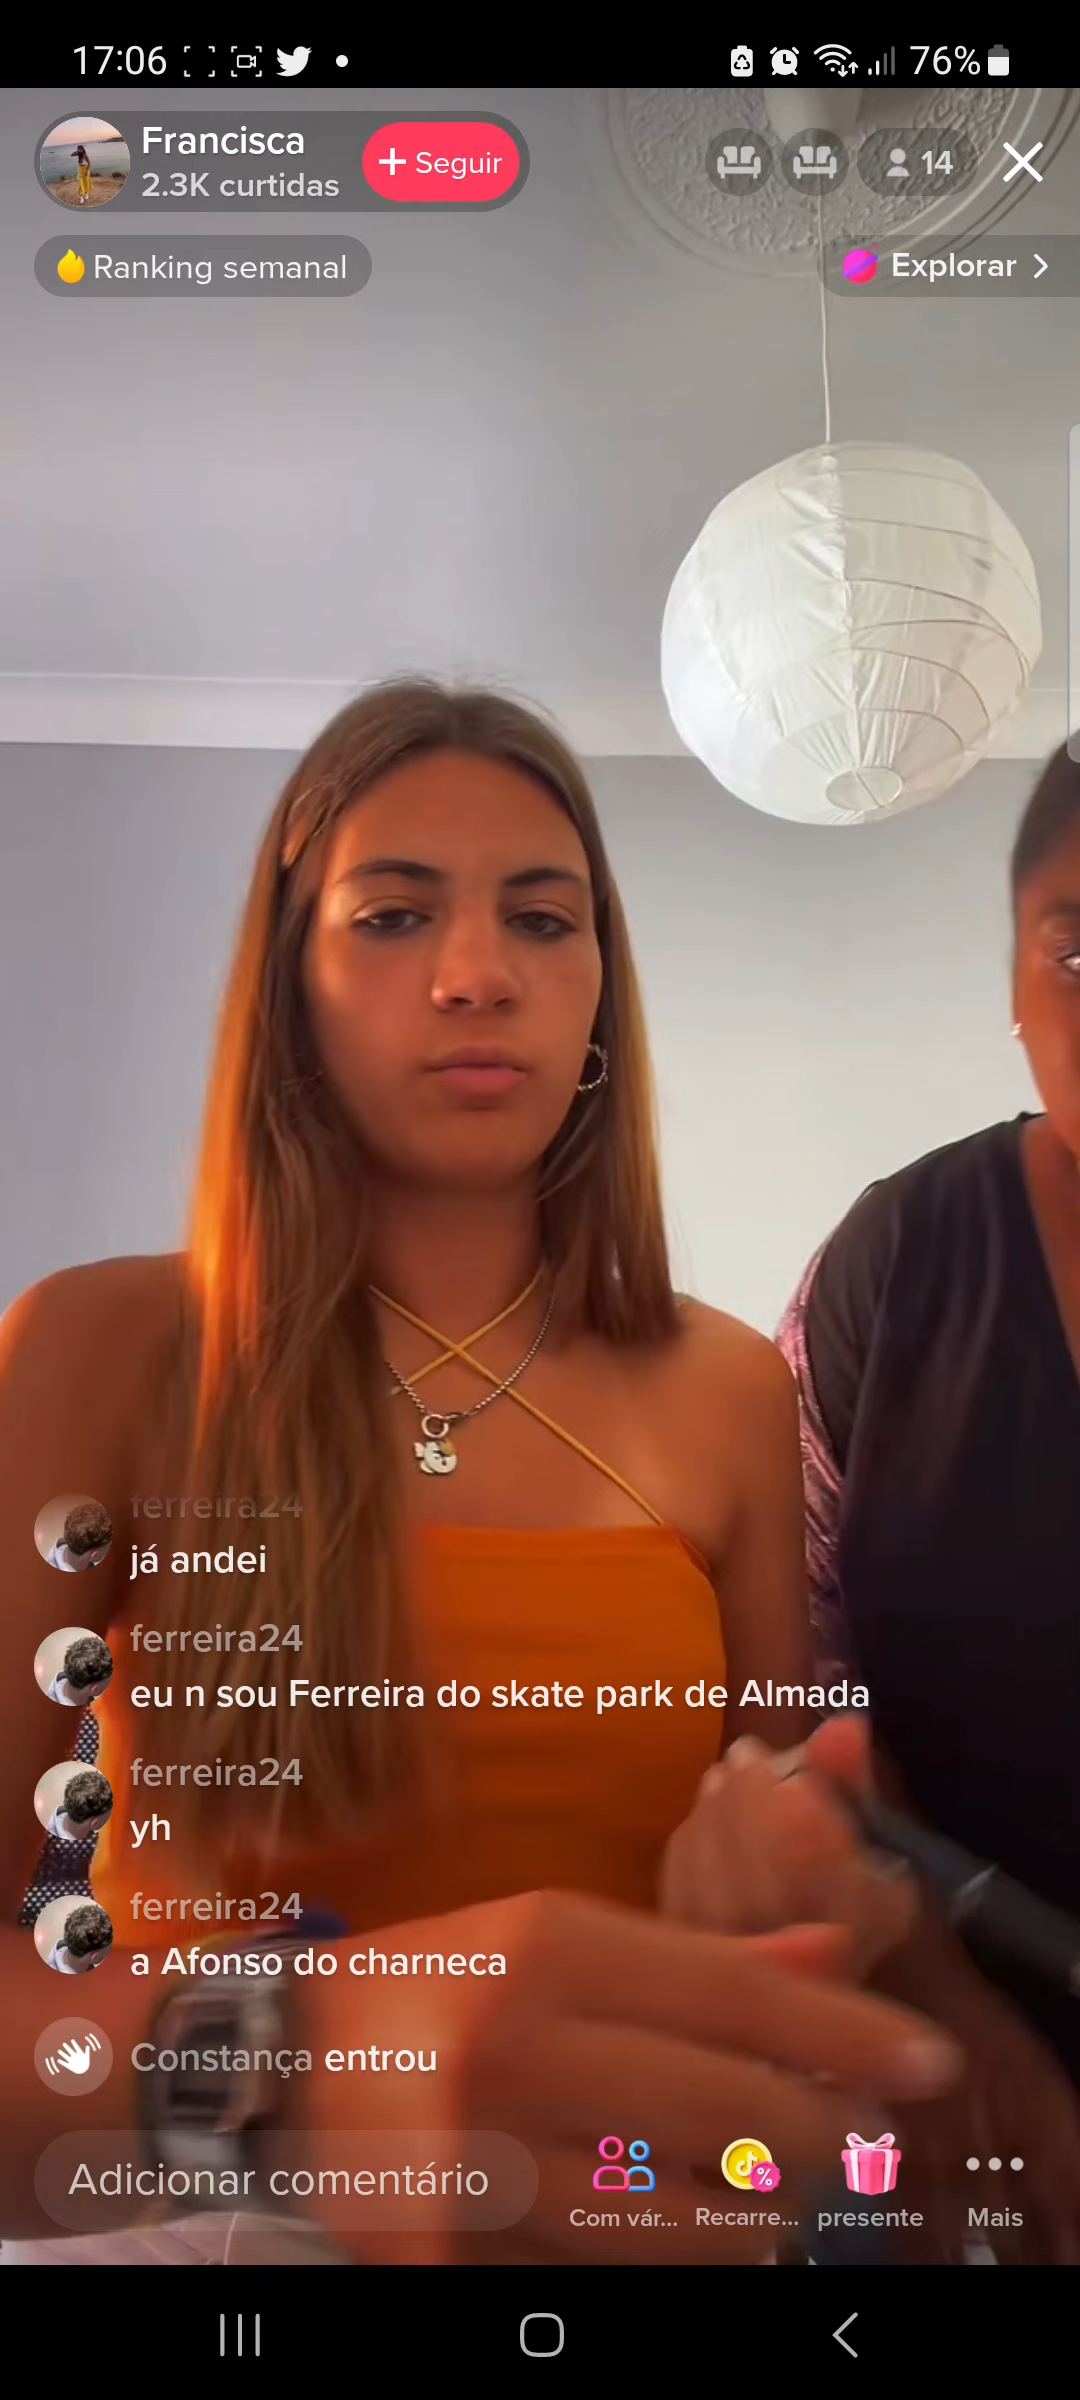 17:06
76%
Francisca
2.3K curtidas
+ Seguir
14
Ranking semanal
Explorar
ferreira24
já andei
ferreira24
eu n sou Ferreira do skate park de Almada
ferreira24
yh
ferreira24
a Afonso do charneca
Constança entrou
Adicionar comentário
Com vár...
Recarre...
presente
Mais